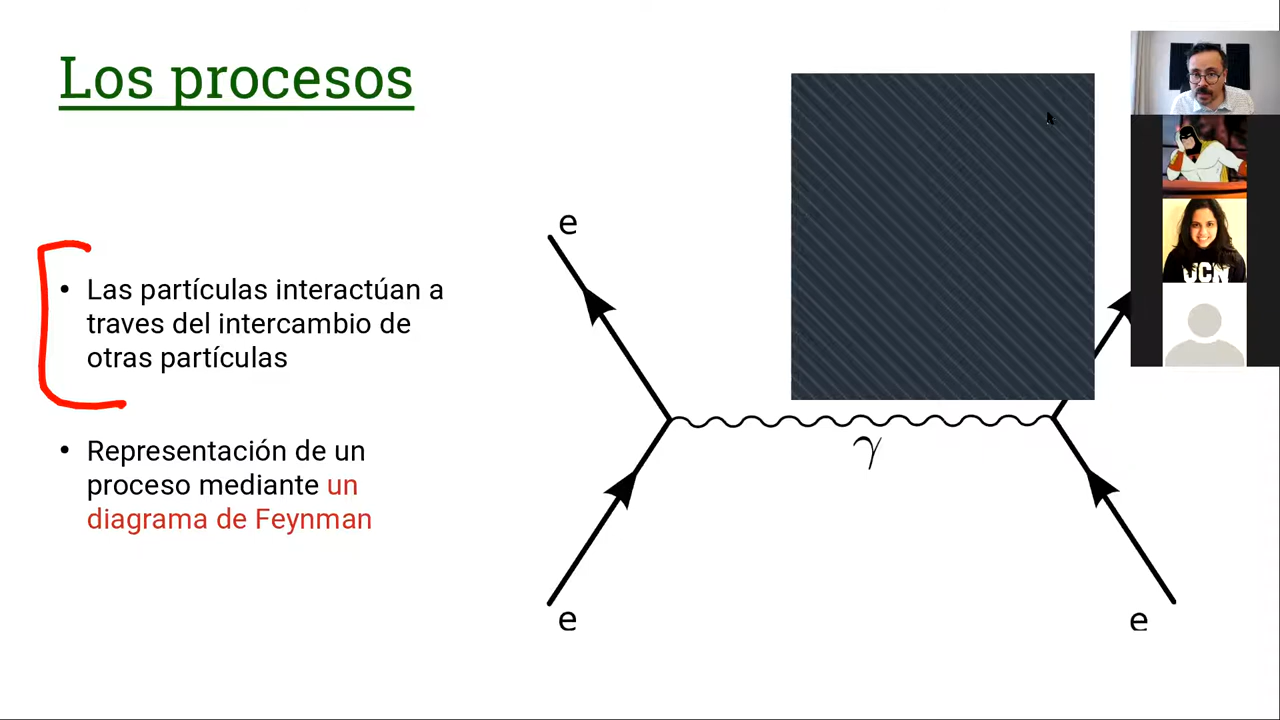 Los procesos
e
Las partículas interactúan a
traves del intercambio de
otras partículas
γ
Representación de un
proceso mediante un
diagrama de Feynman
e
e
UCN